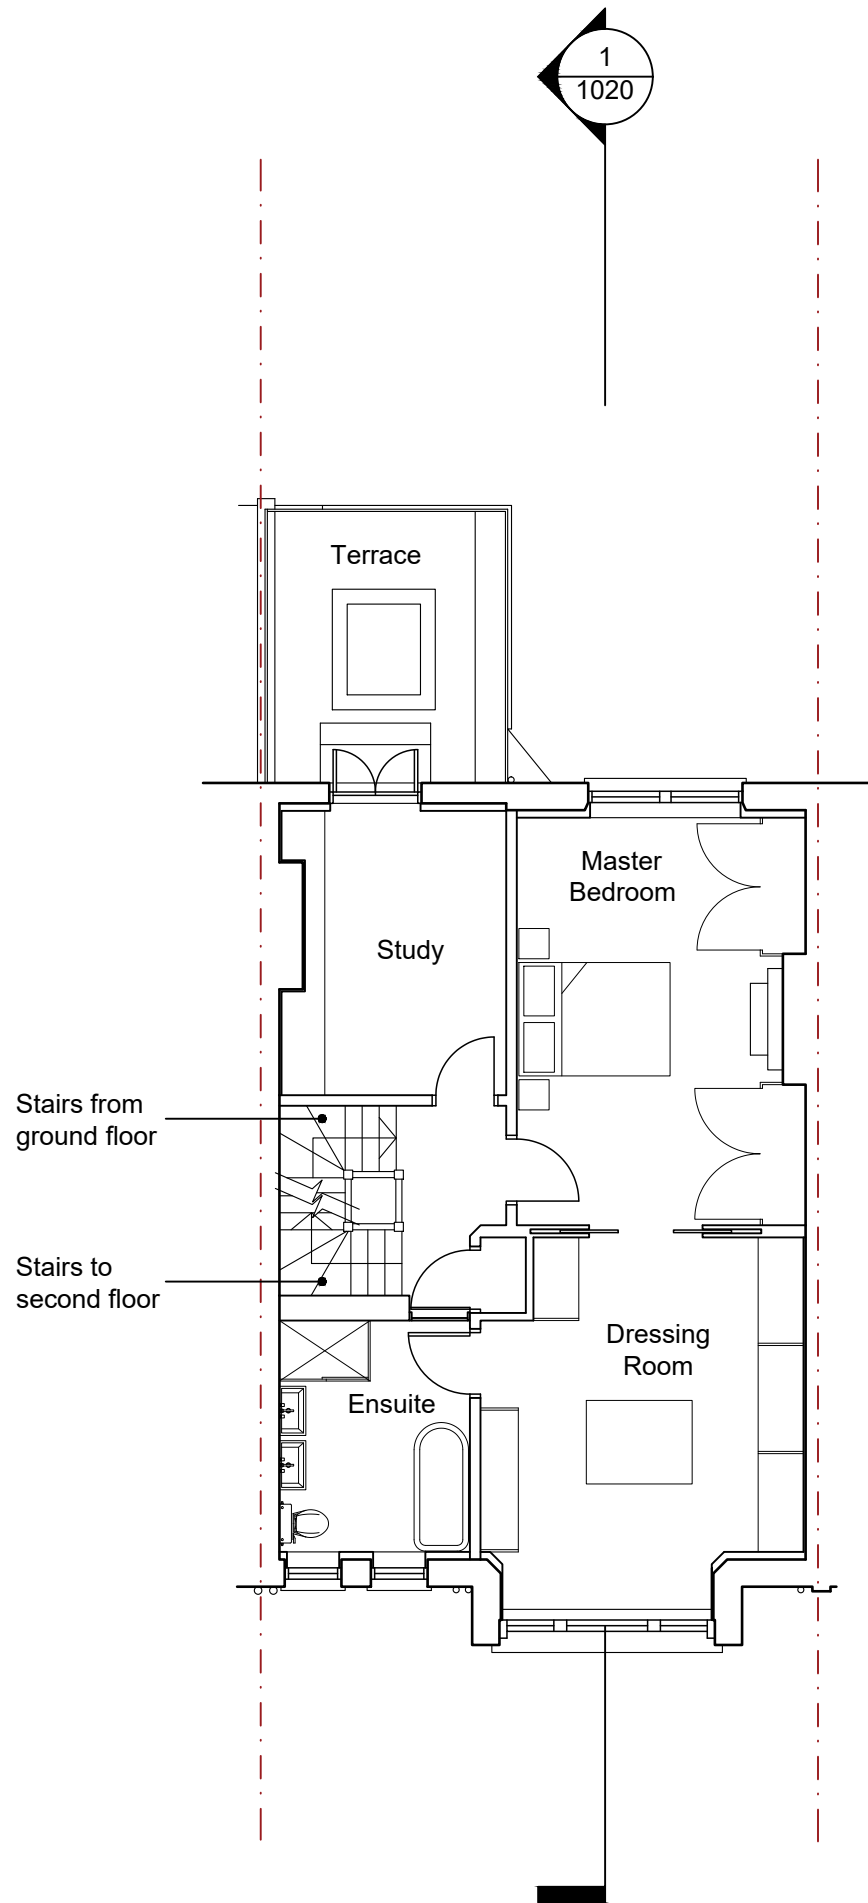 1
1020
Terrace
Master
Bedroom
Study
Stairs from
ground floor
Stairs to
second floor
Dressing
Room
Ensuite